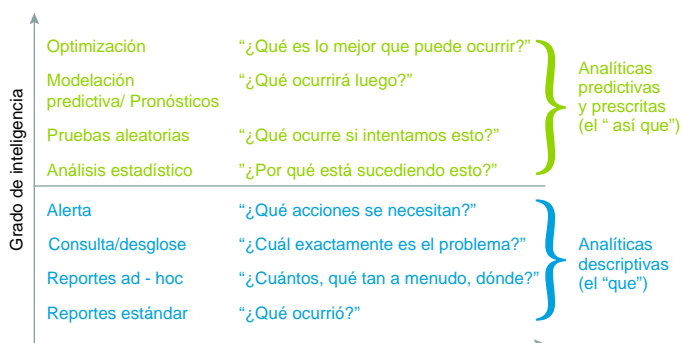 Grado de inteligencia
Optimización “¿Qué es lo mejor que puede ocurrir?”
Modelación “¿Qué ocurrirá luego?”
predictiva/ Pronósticos
Pruebas aleatorias “¿Qué ocurre si intentamos esto?”
Análisis estadístico ”¿Por qué está sucediendo esto?”
Analíticas
predictivas
y prescritas
(el “ así que”)
Alerta “¿Qué acciones se necesitan?”
Consulta/desglose “¿Cuál exactamente es el problema?”
Reportes ad - hoc “¿Cuántos, qué tan a menudo, dónde?”
Reportes estándar “¿Qué ocurrió?”
Analíticas
descriptivas
(el “que”)